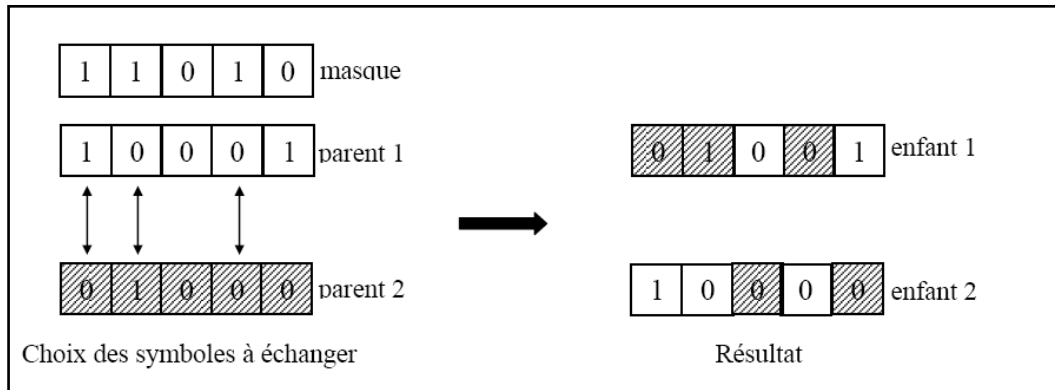 1 1 0 1 0 masque
1 0 0 0 1 parent 1
0 1 0 0 0 parent 2
Choix des symboles à échanger
0 1 0 0 1 enfant 1
1 0 0 0 0 enfant 2
Résultat